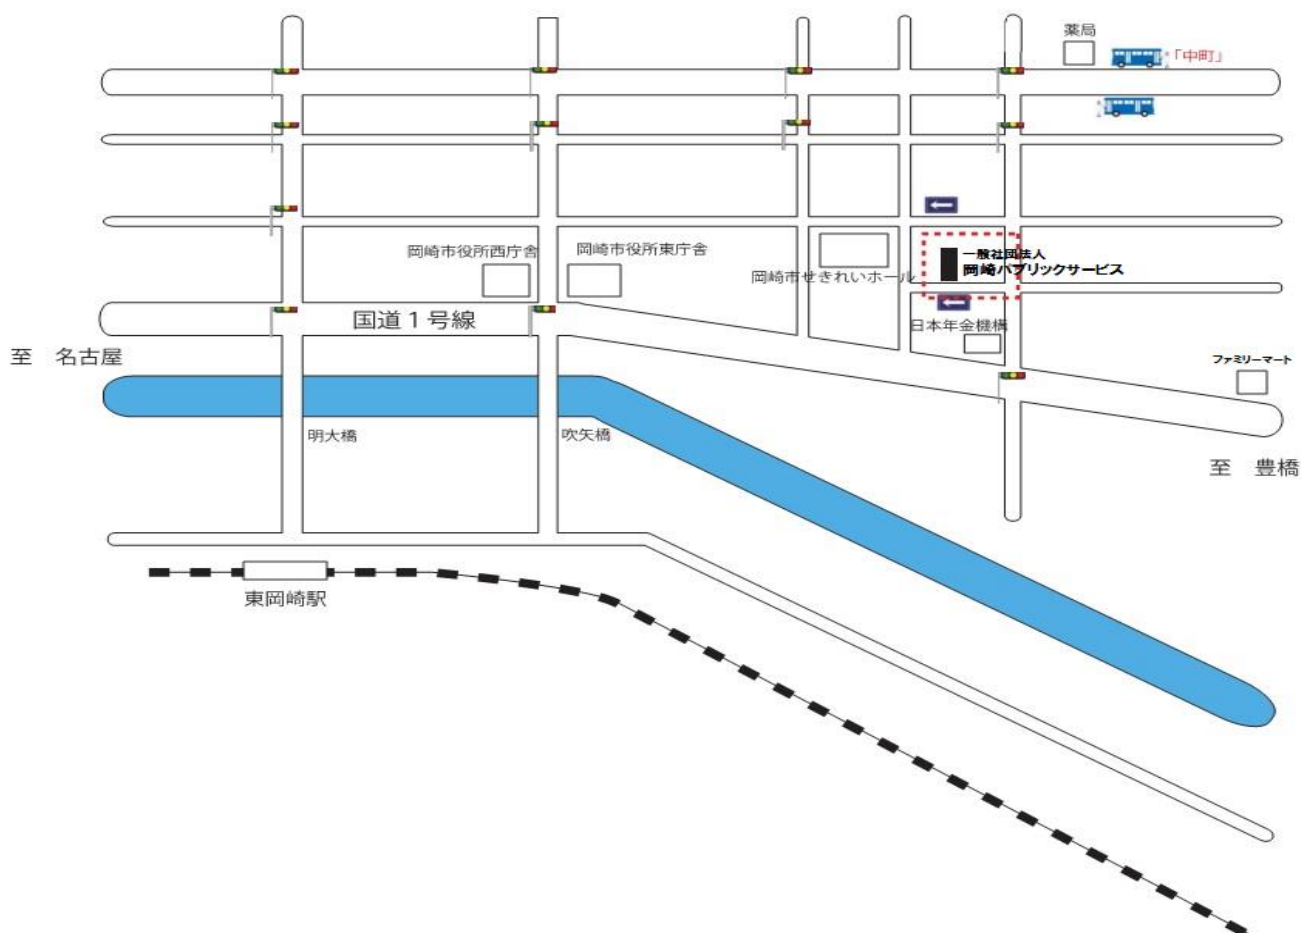 薬局
「中町」
岡崎市役所西庁舎
岡崎市役所東庁舎
岡崎市せきれいホール
一般社団法人
岡崎パブリックサービス
国道1号線
日本年金機構
至 名古屋
ファミリーマート
明大橋
吹矢橋
至 豊橋
東岡崎駅